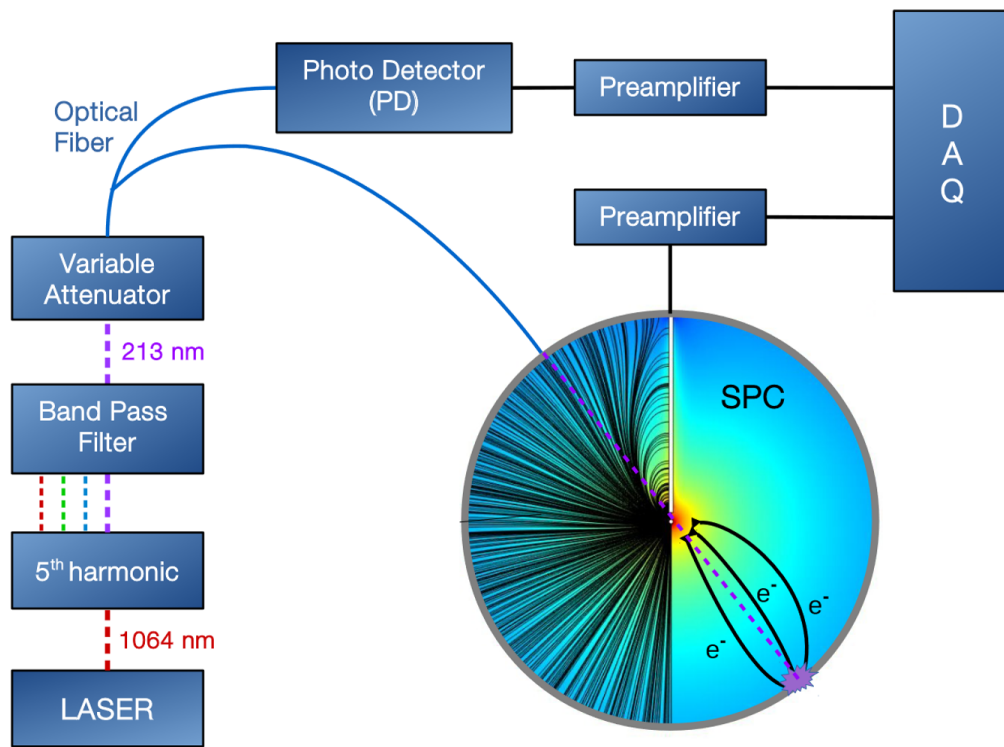 Photo Detector
(PD)
Preamplifier
D
A
Q
Optical
Fiber
Preamplifier
Variable
Attenuator
213 nm
Band Pass
Filter
SPC
5th harmonic
e-
e-
e-
1064 nm
LASER